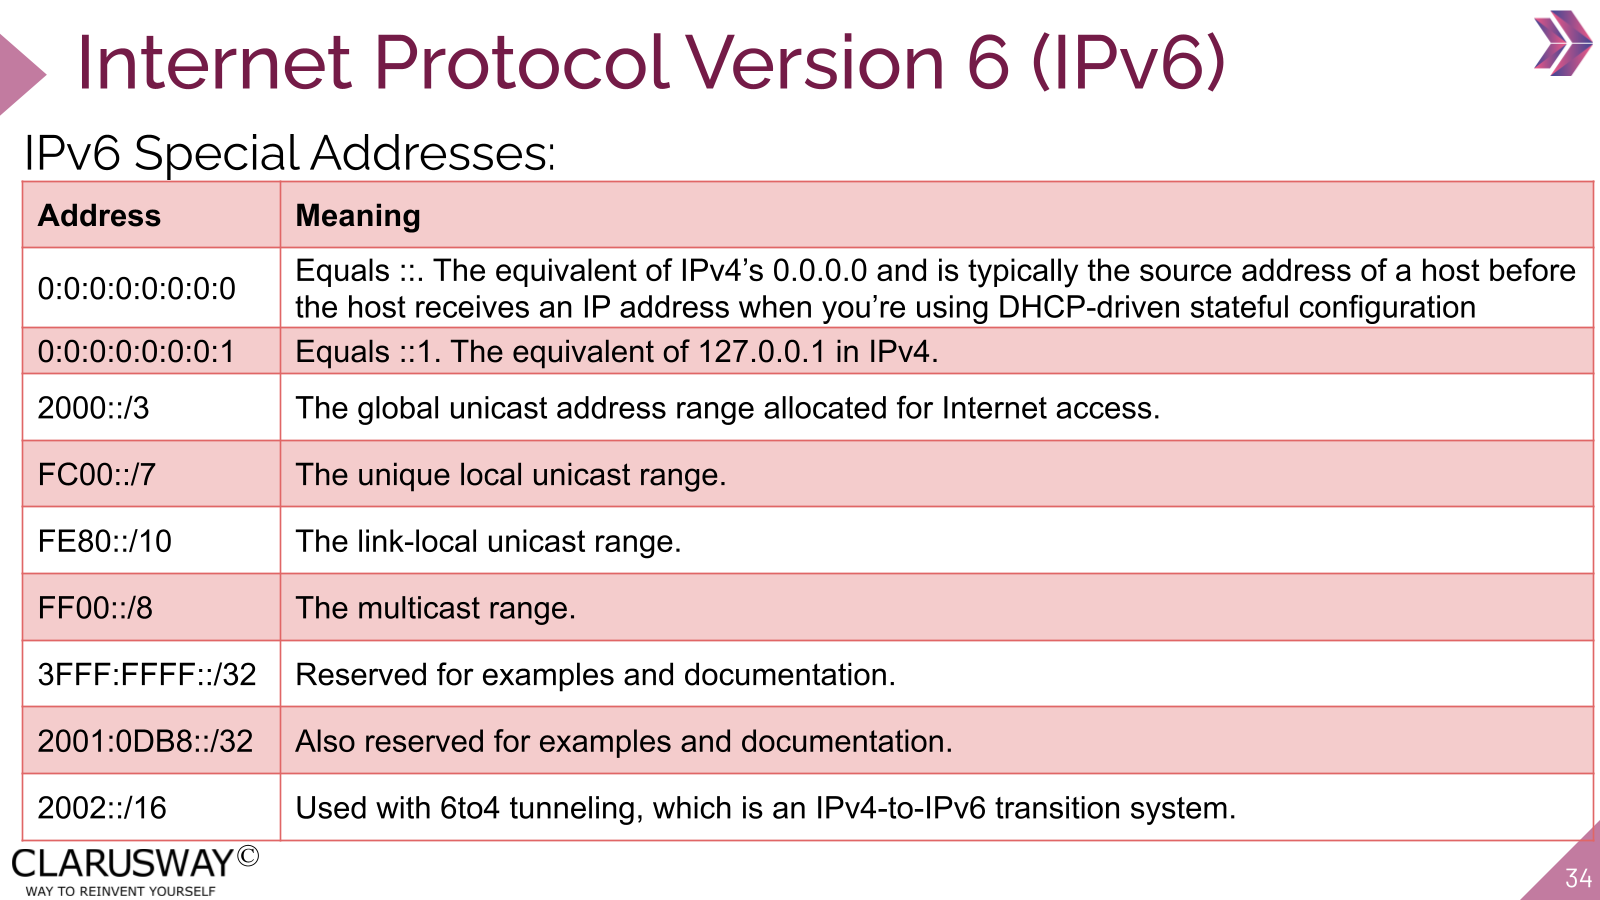 Internet Protocol Version 6 (IPv6)
IPv6 Special Addresses:
Address Meaning
0:0:0:0:0:0:0:0 Equals ::. The equivalent of IPv4’s 0.0.0.0 and is typically the source address of a host before
the host receives an IP address when you’re using DHCP-driven stateful configuration
0:0:0:0:0:0:0:1 Equals ::1. The equivalent of 127.0.0.1 in IPv4.
2000::/3 The global unicast address range allocated for Internet access.
FC00::/7 The unique local unicast range.
FE80::/10 The link-local unicast range.
FF00::/8 The multicast range.
3FFF:FFFF::/32 Reserved for examples and documentation.
2001:0DB8::/32 Also reserved for examples and documentation.
2002::/16 Used with 6to4 tunneling, which is an IPv4-to-IPv6 transition system.
CLARUSWAY©
WAY TO REINVENT YOURSELF
34